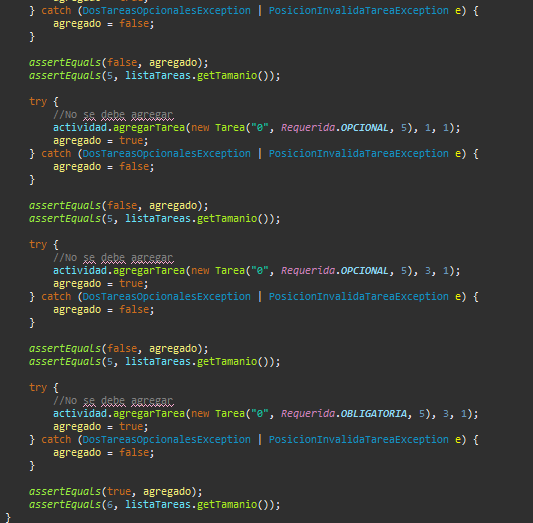 } catch (DosTareasOpcionalesException | PosicionInvalidaTareaException e) {
agregado = false;
}
assertEquals(false, agregado);
assertEquals(5, listaTareas.getTamanio());
try {
//No se debe agregar
actividad.agregarTarea(new Tarea("0", Requerida.OPCIONAL, 5), 1, 1);
agregado = true;
} catch (DosTareasOpcionalesException | PosicionInvalidaTareaException e) {
agregado = false;
}
assertEquals(false, agregado);
assertEquals(5, listaTareas.getTamanio());
try {
//No se debe agregar
actividad.agregarTarea(new Tarea("0", Requerida.OPCIONAL, 5), 3, 1);
agregado = true;
} catch (DosTareasOpcionalesException | PosicionInvalidaTareaException e) {
agregado = false;
}
assertEquals(false, agregado);
assertEquals(5, listaTareas.getTamanio());
try {
//No se debe agregar
actividad.agregarTarea(new Tarea("0", Requerida.OBLIGATORIA, 5), 3, 1);
agregado = true;
} catch (DosTareasOpcionalesException | PosicionInvalidaTareaException e) {
agregado = false;
}
assertEquals(true, agregado);
assertEquals(6, listaTareas.getTamanio());
}